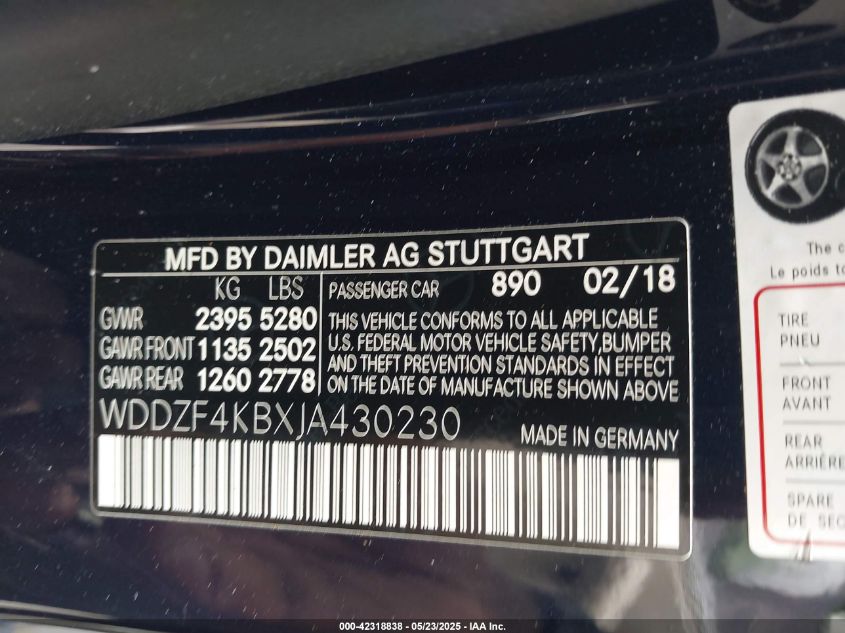 MFD BY DAIMLER AG STUTTGART
KG LBS
GVWR 2395 5280
GAWR FRONT 1135 2502
GAWR REAR 1260 2778
PASSENGER CAR 890 02/18
THIS VEHICLE CONFORMS TO ALL APPLICABLE
U.S. FEDERAL MOTOR VEHICLE SAFETY,BUMPER
AND THEFT PREVENTION STANDARDS IN EFFECT
ON THE DATE OF MANUFACTURE SHOWN ABOVE
WDDZF4KBXJA430230
MADE IN GERMANY
The c
Le poids to
TIRE
PNEU
FRONT
AVANT
REAR
ARRIÈRE
SPARE
DE SEC
000-42318838 - 05/23/2025 - IAA Inc.